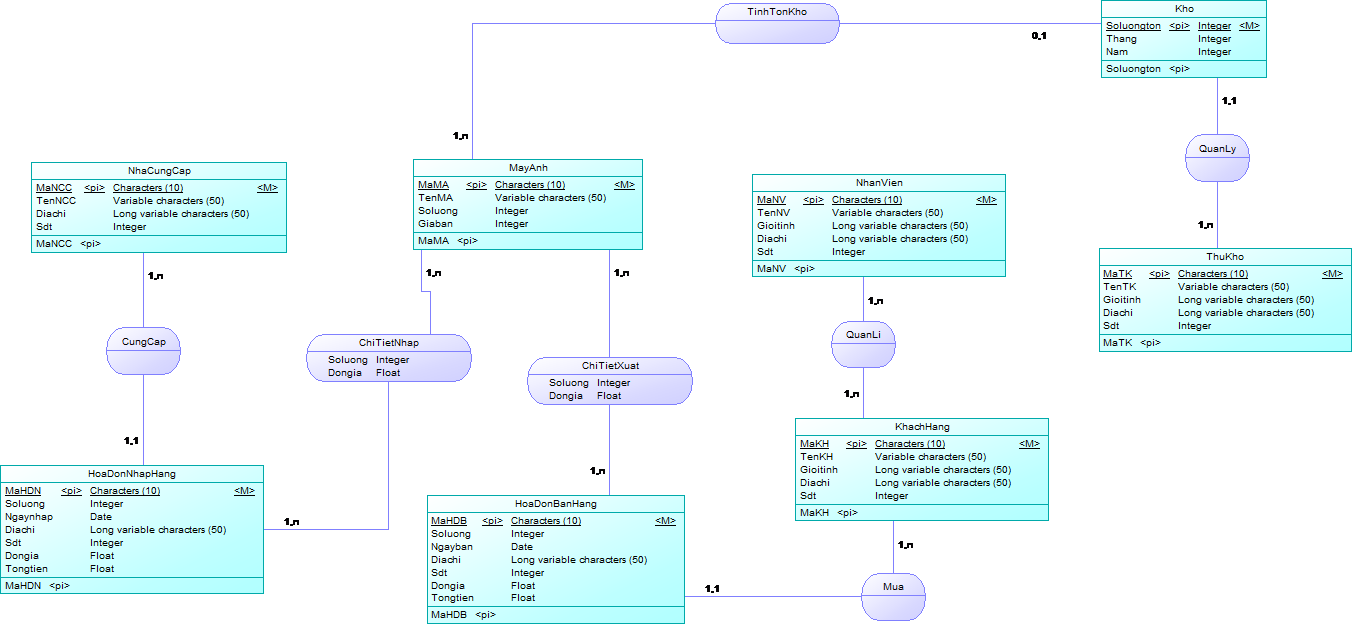 TinhTonKho
Kho
Soluongton <pi> Integer <M>
Thang Integer
Nam Integer
Soluongton <pi>
0,1
1,n
1,1
QuanLy
1,n
NhaCungCap
MaNCC <pi> Characters (10) <M>
TenNCC Variable characters (50)
Diachi Long variable characters (50)
Sdt Integer
MaNCC <pi>
MayAnh
MaMA <pi> Characters (10) <M>
TenMA Variable characters (50)
Soluong Integer
Giaban Integer
MaMA <pi>
NhanVien
MaNV <pi> Characters (10) <M>
TenNV Variable characters (50)
Gioitinh Long variable characters (50)
Diachi Long variable characters (50)
Sdt Integer
MaNV <pi>
ThuKho
MaTK <pi> Characters (10) <M>
TenTK Variable characters (50)
Gioitinh Long variable characters (50)
Diachi Long variable characters (50)
Sdt Integer
MaTK <pi>
1,n
1,n
1,n
1,n
CungCap
ChiTietNhap
Soluong Integer
Dongia Float
ChiTietXuat
Soluong Integer
Dongia Float
QuanLi
1,n
1,1
1,n
KhachHang
MaKH <pi> Characters (10) <M>
TenKH Variable characters (50)
Gioitinh Long variable characters (50)
Diachi Long variable characters (50)
Sdt Integer
MaKH <pi>
HoaDonNhapHang
MaHDN <pi> Characters (10) <M>
Soluong Integer
Ngaynhap Date
Diachi Long variable characters (50)
Sdt Integer
Dongia Float
Tongtien Float
MaHDN <pi>
1,n
HoaDonBanHang
MaHDB <pi> Characters (10) <M>
Soluong Integer
Ngayban Date
Diachi Long variable characters (50)
Sdt Integer
Dongia Float
Tongtien Float
MaHDB <pi>
1,n
1,1
Mua